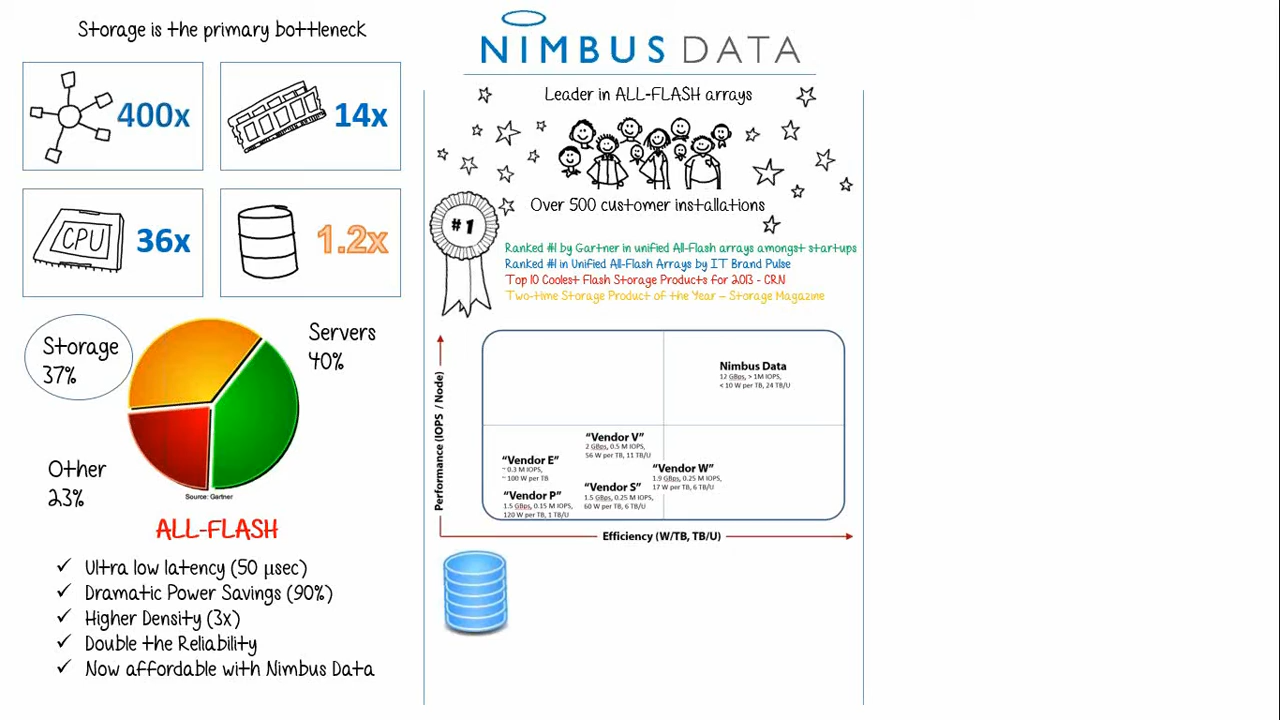 Storage is the primary bottleneck
400x
14x
CPU
36x
1.2x
Storage
37%
Servers
40%
Other
23%
Source: Gartner
ALL-FLASH
✓ Ultra low latency (50 μsec)
✓ Dramatic Power Savings (90%)
✓ Higher Density (3x)
✓ Double the Reliability
✓ Now affordable with Nimbus Data
NIMBUS DATA
Leader in ALL-FLASH arrays
Over 500 customer installations
#1
Ranked #1 by Gartner in unified All-Flash arrays amongst startups
Ranked #1 in Unified All-Flash Arrays by IT Brand Pulse
Top 10 Coolest Flash Storage Products for 2013 - CRN
Two-time Storage Product of the Year – Storage Magazine
Performance (IOPS / Node)
Nimbus Data
12 GBps, > 1M IOPS,
< 10 W per TB, 24 TB/U
"Vendor V"
2 GBps, 0.5 M IOPS,
56 W per TB, 11 TB/U
"Vendor E"
~ 0.3 M IOPS,
~ 100 W per TB
"Vendor W"
1.9 GBps, 0.25 M IOPS,
17 W per TB, 6 TB/U
"Vendor S"
1.5 GBps, 0.25 M IOPS,
60 W per TB, 6 TB/U
"Vendor P"
1.5 GBps, 0.15 M IOPS,
120 W per TB, 1 TB/U
Efficiency (W/TB, TB/U)